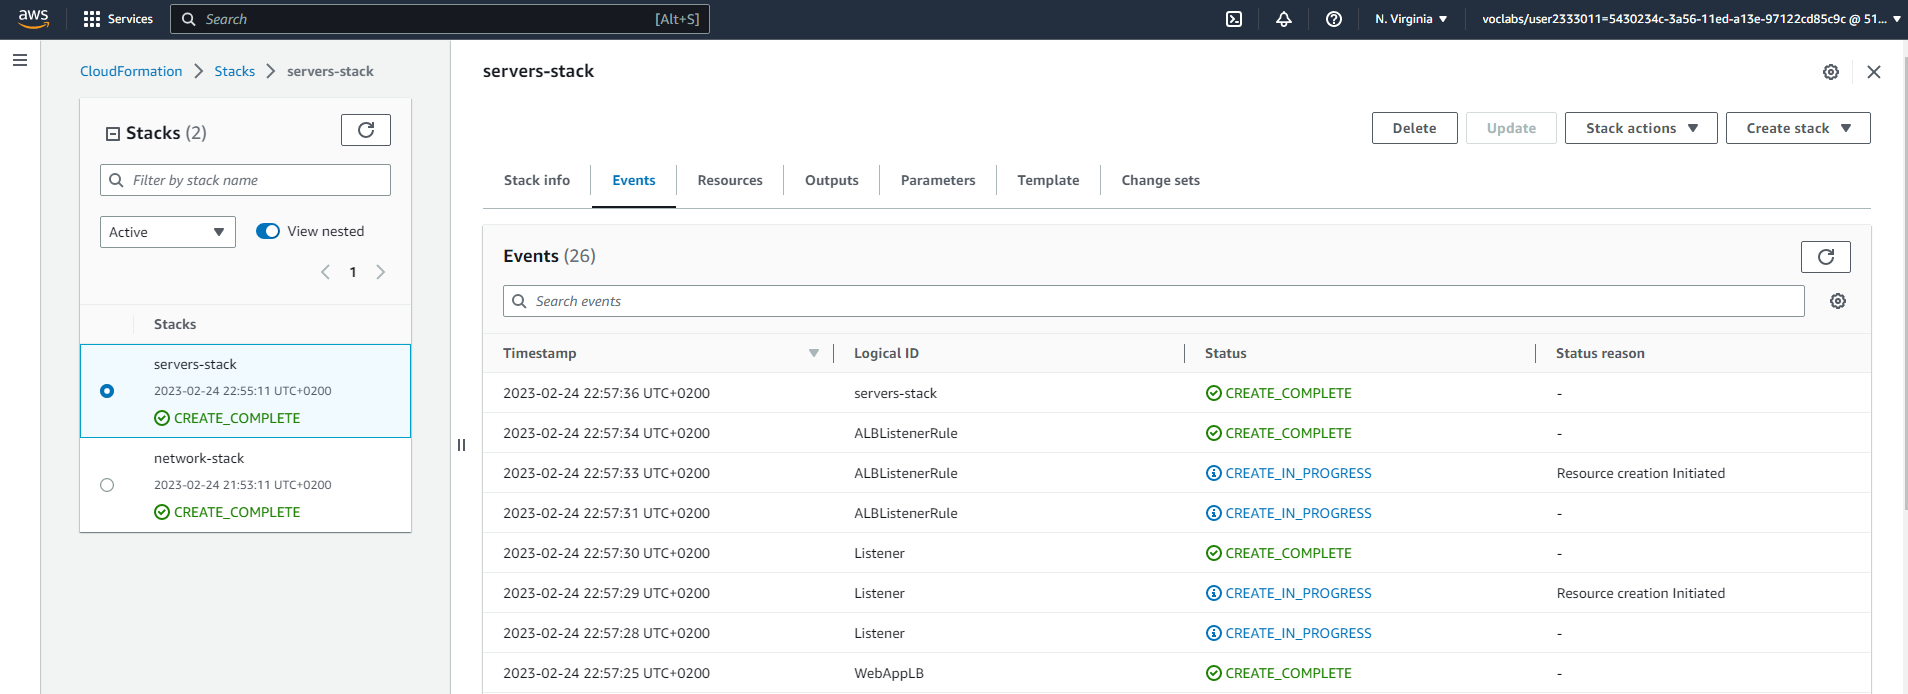 aws
Services
Search
[Alt+S]
N. Virginia
voclabs/user2333011=5430234c-3a56-11ed-a13e-97122cd85c9c @ 51...
CloudFormation
Stacks
servers-stack
Stacks (2)
Filter by stack name
Active
View nested
1
Stacks
servers-stack
2023-02-24 22:55:11 UTC+0200
CREATE_COMPLETE
network-stack
2023-02-24 21:53:11 UTC+0200
CREATE_COMPLETE
servers-stack
Delete
Update
Stack actions
Create stack
Stack info
Events
Resources
Outputs
Parameters
Template
Change sets
Events (26)
Search events
Timestamp Logical ID Status Status reason
2023-02-24 22:57:36 UTC+0200 servers-stack CREATE_COMPLETE -
2023-02-24 22:57:34 UTC+0200 ALBListenerRule CREATE_COMPLETE -
2023-02-24 22:57:33 UTC+0200 ALBListenerRule CREATE_IN_PROGRESS Resource creation Initiated
2023-02-24 22:57:31 UTC+0200 ALBListenerRule CREATE_IN_PROGRESS -
2023-02-24 22:57:30 UTC+0200 Listener CREATE_COMPLETE -
2023-02-24 22:57:29 UTC+0200 Listener CREATE_IN_PROGRESS Resource creation Initiated
2023-02-24 22:57:28 UTC+0200 Listener CREATE_IN_PROGRESS -
2023-02-24 22:57:25 UTC+0200 WebAppLB CREATE_COMPLETE -